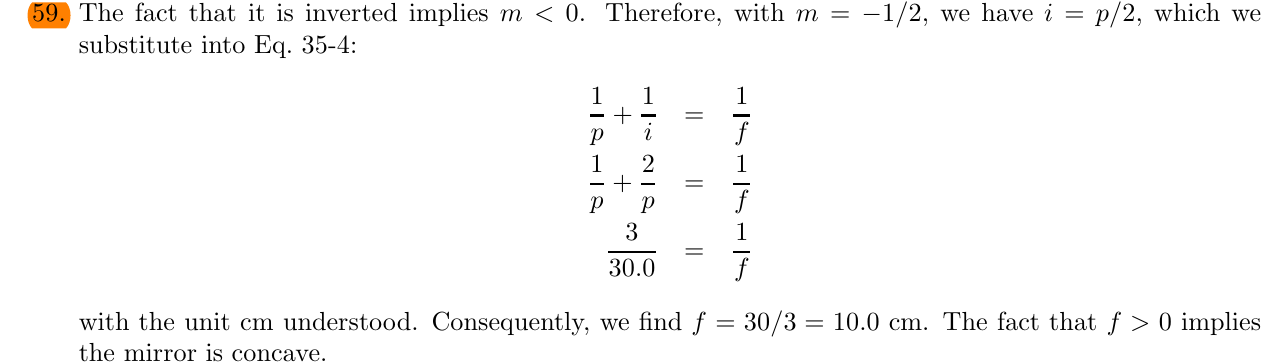 59. The fact that it is inverted implies m < 0. Therefore, with m = −1/2, we have i = p/2, which we
substitute into Eq. 35-4:
1/p + 1/i = 1/f
1/p + 2/p = 1/f
3/30.0 = 1/f
with the unit cm understood. Consequently, we find f = 30/3 = 10.0 cm. The fact that f > 0 implies
the mirror is concave.